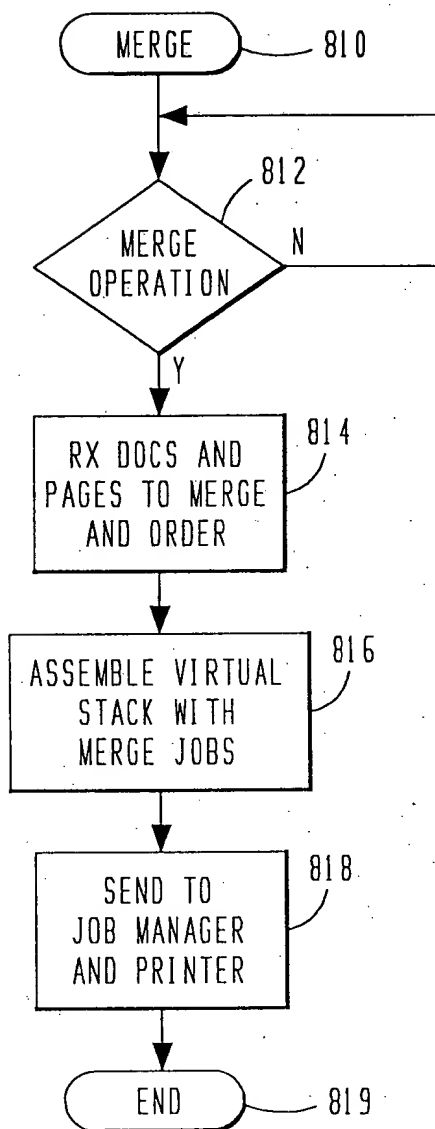 MERGE
810
812
MERGE
OPERATION
N
Y
814
RX DOCS AND
PAGES TO MERGE
AND ORDER
816
ASSEMBLE VIRTUAL
STACK WITH
MERGE JOBS
818
SEND TO
JOB MANAGER
AND PRINTER
END
819